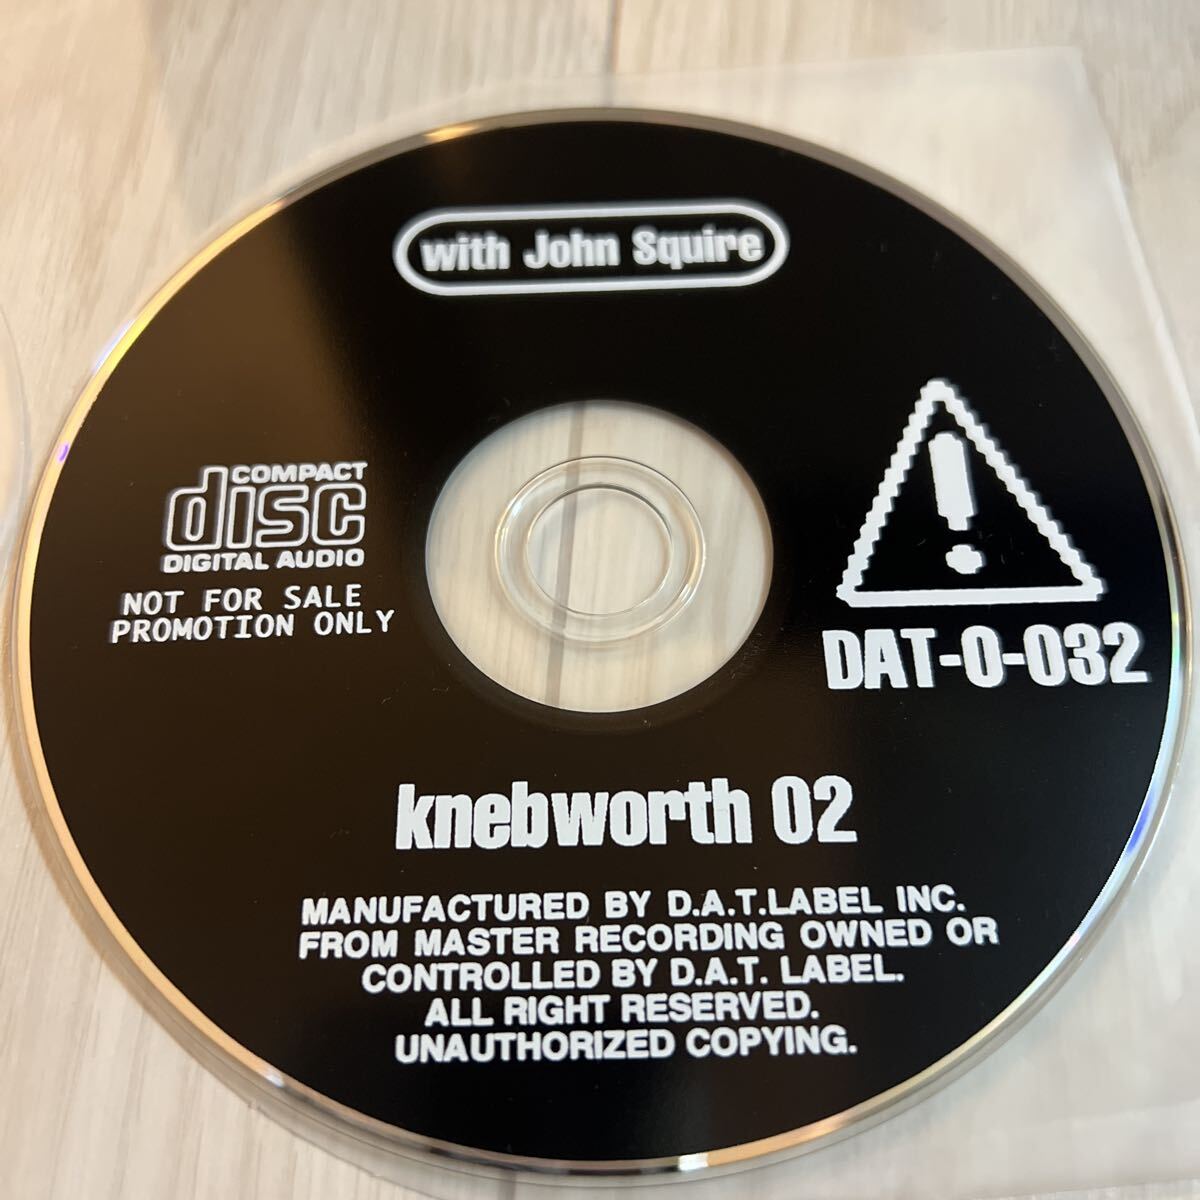 with John Squire
COMPACT
disc
DIGITAL AUDIO
NOT FOR SALE
PROMOTION ONLY
!
DAT-0-032
knebworth 02
MANUFACTURED BY D.A.T.LABEL INC.
FROM MASTER RECORDING OWNED OR
CONTROLLED BY D.A.T. LABEL.
ALL RIGHT RESERVED.
UNAUTHORIZED COPYING.